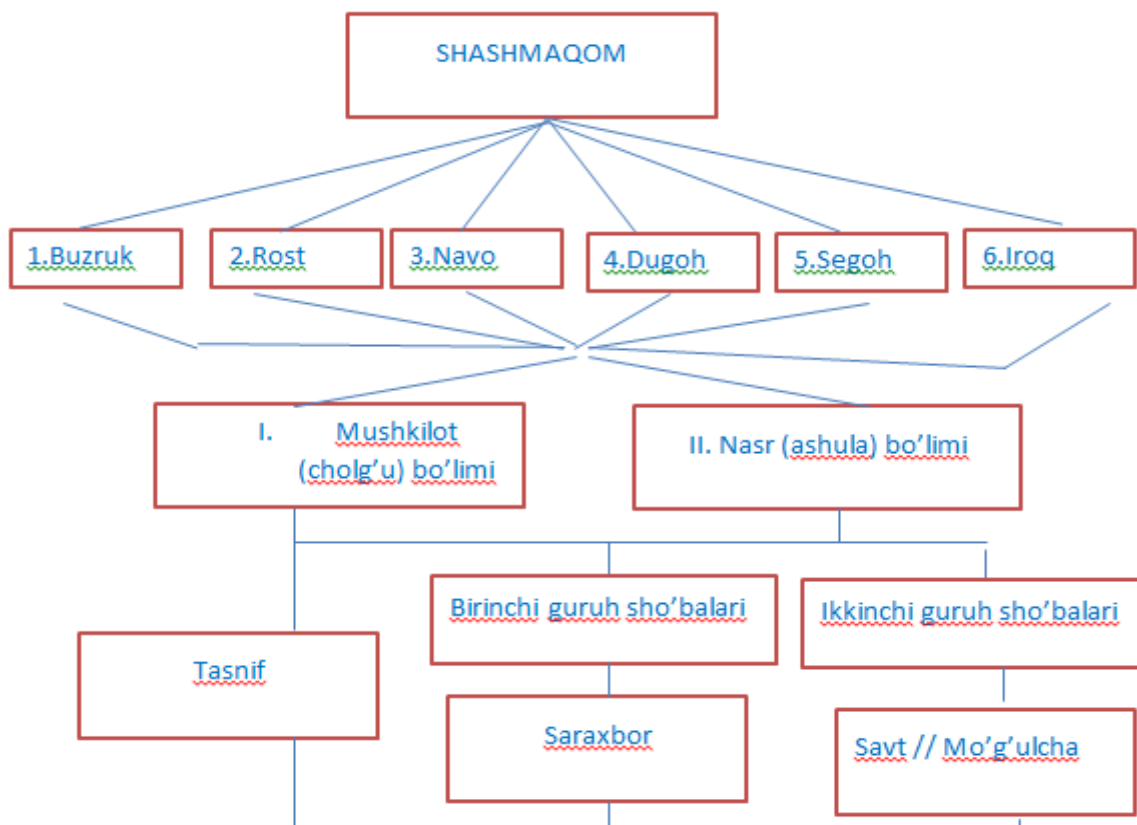 SHASHMAQOM
1.Buzruk
2.Rost
3.Navo
4.Dugoh
5.Segoh
6.Iroq
I. Mushkilot
(cholg’u) bo’limi
II. Nasr (ashula) bo’limi
Birinchi guruh sho’balari
Ikkinchi guruh sho’balari
Tasnif
Saraxbor
Savt // Mo’g’ulcha